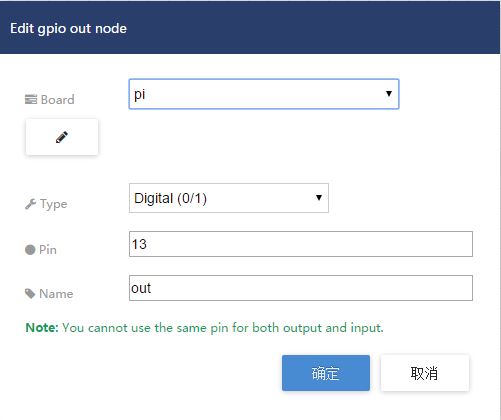 Edit gpio out node
Board
pi
Type
Digital (0/1)
Pin
13
Name
out
Note: You cannot use the same pin for both output and input.
确定
取消